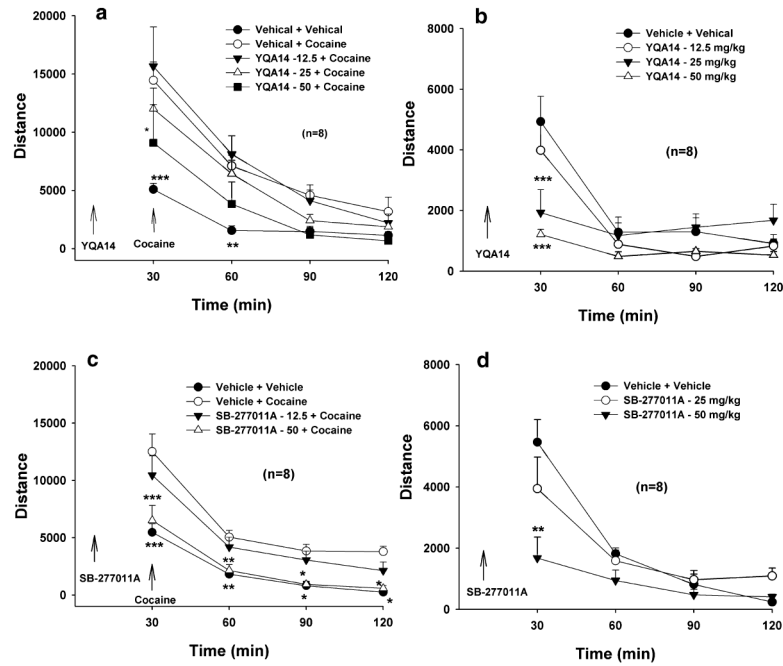 a
Vehical + Vehical
Vehical + Cocaine
YQA14 -12.5 + Cocaine
YQA14 - 25 + Cocaine
YQA14 - 50 + Cocaine
(n=8)
20000
15000
10000
5000
0
Distance
*
***
**
YQA14
Cocaine
30
60
90
120
Time (min)
b
Vehicle + Vehical
YQA14 - 12.5 mg/kg
YQA14 - 25 mg/kg
YQA14 - 50 mg/kg
(n=8)
8000
6000
4000
2000
0
Distance
***
***
YQA14
30
60
90
120
Time (min)
c
Vehicle + Vehicle
Vehicle + Cocaine
SB-277011A - 12.5 + Cocaine
SB-277011A - 50 + Cocaine
(n=8)
20000
15000
10000
5000
0
Distance
***
***
**
**
*
*
*
*
SB-277011A
Cocaine
30
60
90
120
Time (min)
d
Vehicle + Vehicle
SB-277011A - 25 mg/kg
SB-277011A - 50 mg/kg
(n=8)
8000
6000
4000
2000
0
Distance
**
SB-277011A
30
60
90
120
Time (min)